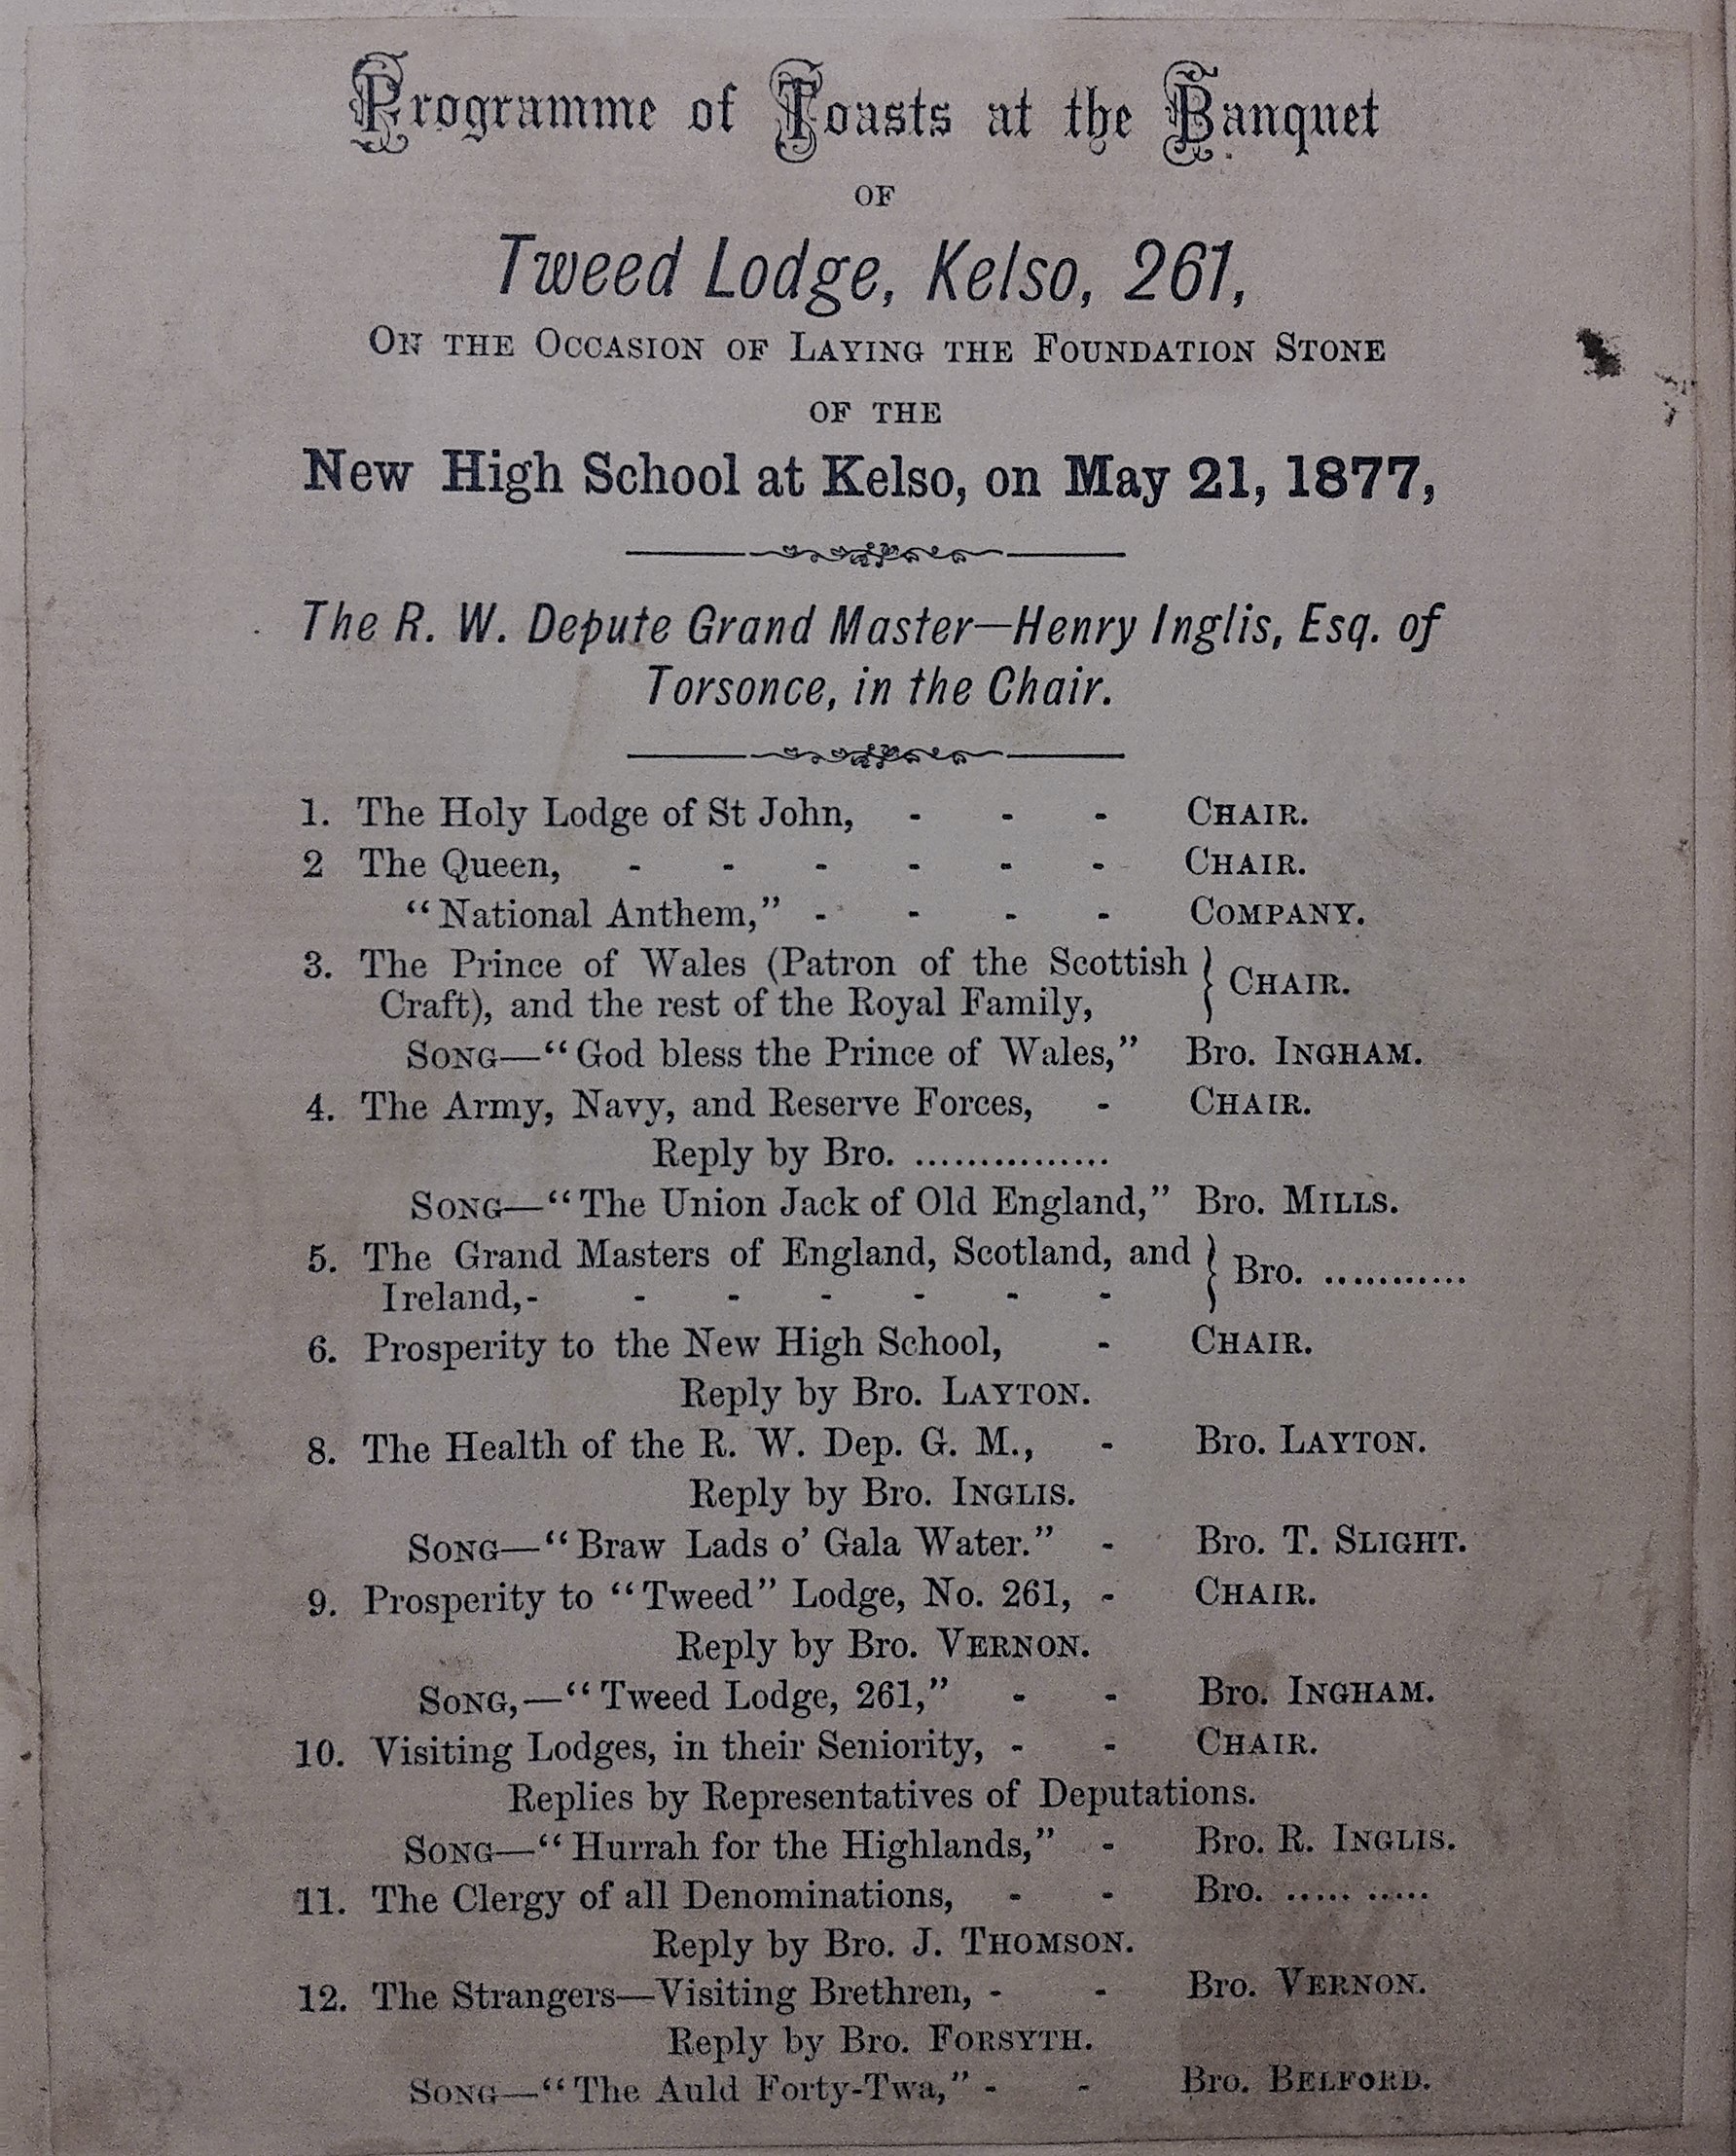 Programme of Toasts at the Banquet
OF
Tweed Lodge, Kelso, 261,
ON THE OCCASION OF LAYING THE FOUNDATION STONE
OF THE
New High School at Kelso, on May 21, 1877,
The R. W. Depute Grand Master—Henry Inglis, Esq. of
Torsonce, in the Chair.
1. The Holy Lodge of St John, - - - CHAIR.
2 The Queen, - - - - - - CHAIR.
“National Anthem,” - - - - COMPANY.
3. The Prince of Wales (Patron of the Scottish
Craft), and the rest of the Royal Family, } CHAIR.
SONG—“God bless the Prince of Wales,” Bro. INGHAM.
4. The Army, Navy, and Reserve Forces, - CHAIR.
Reply by Bro. ...............
SONG—“The Union Jack of Old England,” Bro. MILLS.
5. The Grand Masters of England, Scotland, and
Ireland,- - - - - - - } Bro. ...........
6. Prosperity to the New High School, - CHAIR.
Reply by Bro. LAYTON.
8. The Health of the R. W. Dep. G. M., - Bro. LAYTON.
Reply by Bro. INGLIS.
SONG—“Braw Lads o’ Gala Water.” - Bro. T. SLIGHT.
9. Prosperity to “Tweed” Lodge, No. 261, - CHAIR.
Reply by Bro. VERNON.
SONG,—“Tweed Lodge, 261,” - - Bro. INGHAM.
10. Visiting Lodges, in their Seniority, - - CHAIR.
Replies by Representatives of Deputations.
SONG—“Hurrah for the Highlands,” - Bro. R. INGLIS.
11. The Clergy of all Denominations, - - Bro. ..... .....
Reply by Bro. J. THOMSON.
12. The Strangers—Visiting Brethren, - - Bro. VERNON.
Reply by Bro. FORSYTH.
SONG—“The Auld Forty-Twa,” - - Bro. BELFORD.